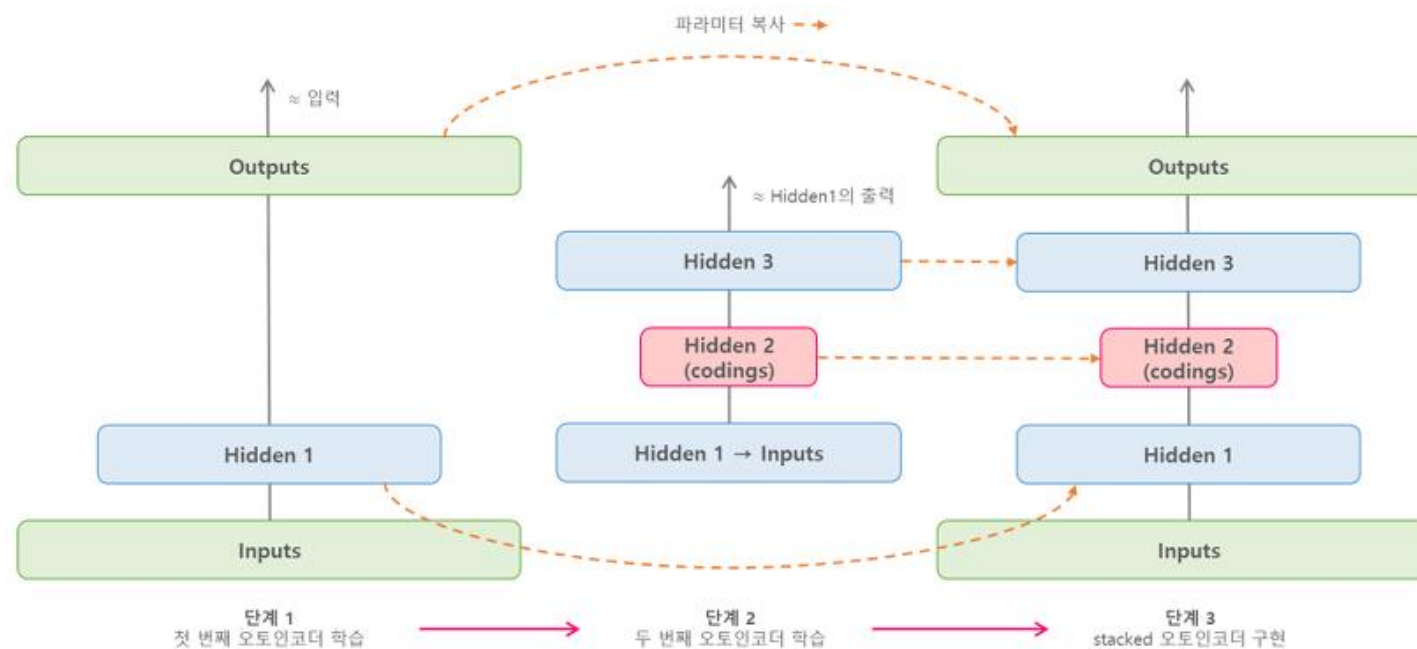 파라미터 복사
≈ 입력
Outputs
Hidden 1
Inputs
≈ Hidden1의 출력
Hidden 3
Hidden 2
(codings)
Hidden 1 → Inputs
Outputs
Hidden 3
Hidden 2
(codings)
Hidden 1
Inputs
단계 1
첫 번째 오토인코더 학습
단계 2
두 번째 오토인코더 학습
단계 3
stacked 오토인코더 구현